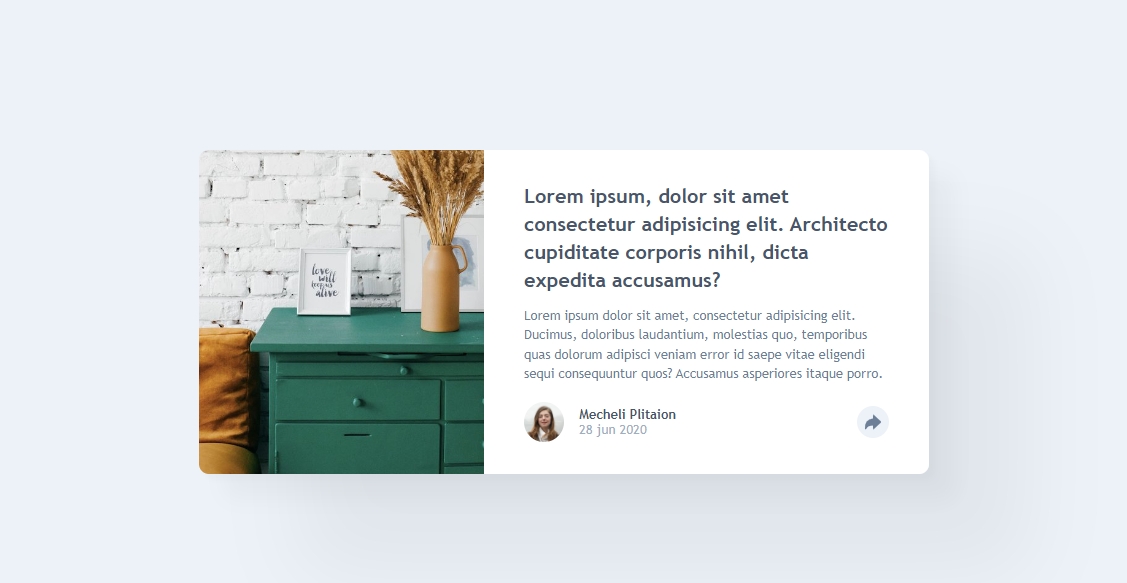 love
will
keep us
alive
Lorem ipsum, dolor sit amet
consectetur adipisicing elit. Architecto
cupiditate corporis nihil, dicta
expedita accusamus?
Lorem ipsum dolor sit amet, consectetur adipisicing elit.
Ducimus, doloribus laudantium, molestias quo, temporibus
quas dolorum adipisci veniam error id saepe vitae eligendi
sequi consequuntur quos? Accusamus asperiores itaque porro.
Mecheli Plitaion
28 jun 2020